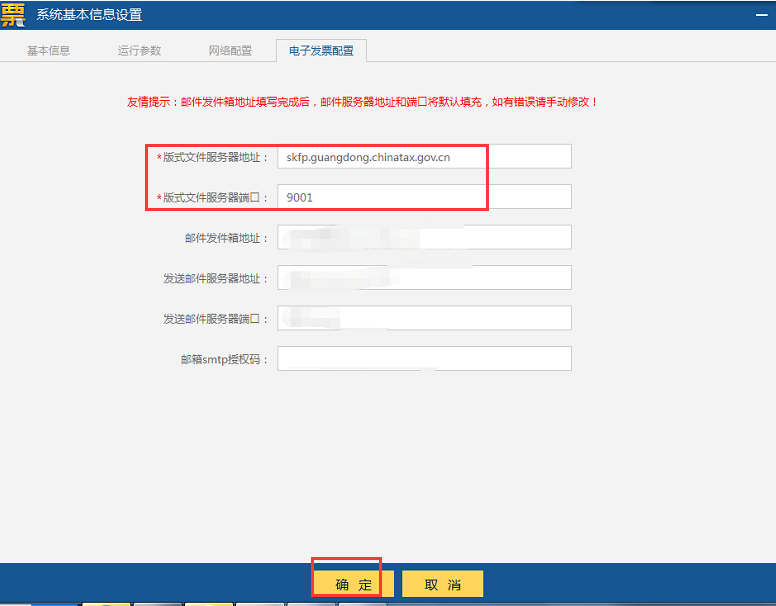 票 系统基本信息设置
基本信息 运行参数 网络配置 电子发票配置
友情提示：邮件发件箱地址填写完成后，邮件服务器地址和端口将默认填充，如有错误请手动修改！
*版式文件服务器地址： skfp.guangdong.chinatax.gov.cn
*版式文件服务器端口： 9001
邮件发件箱地址：
发送邮件服务器地址：
发送邮件服务器端口：
邮箱smtp授权码：
确 定 取 消